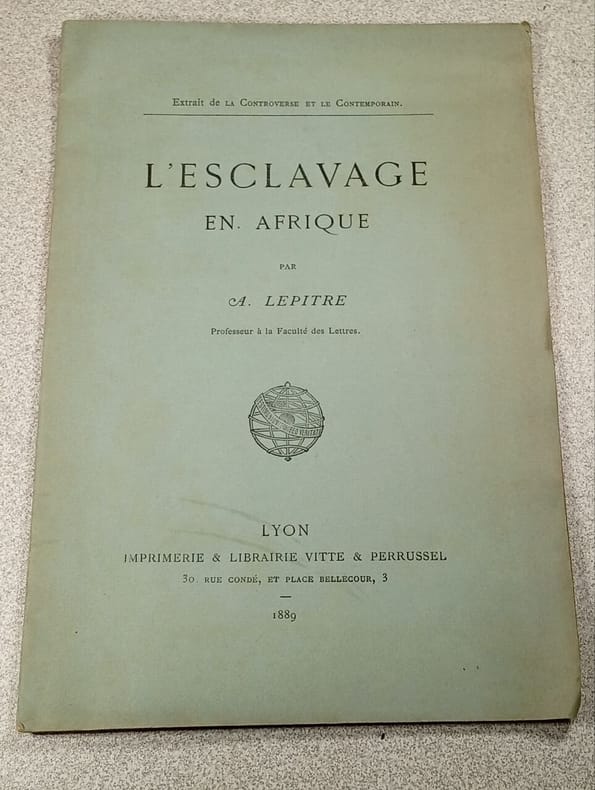 Extrait de LA CONTROVERSE ET LE CONTEMPORAIN.
L'ESCLAVAGE
EN. AFRIQUE
PAR
A. LEPITRE
Professeur à la Faculté des Lettres.
LYON
IMPRIMERIE & LIBRAIRIE VITTE & PERRUSSEL
30. RUE CONDÉ, ET PLACE BELLECOUR, 3
1889